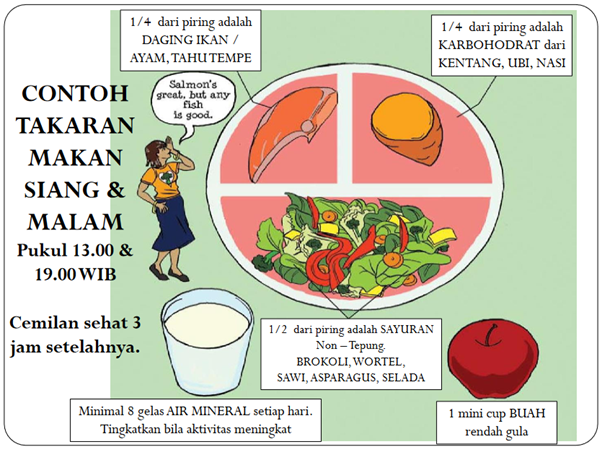 1/4 dari piring adalah
DAGING IKAN /
AYAM, TAHU TEMPE
1/4 dari piring adalah
KARBOHODRAT dari
KENTANG, UBI, NASI
Salmon's
great, but any
fish
is good.
CONTOH
TAKARAN
MAKAN
SIANG &
MALAM
Pukul 13.00 &
19.00 WIB
Cemilan sehat 3
jam setelahnya.
1/2 dari piring adalah SAYURAN
Non – Tepung.
BROKOLI, WORTEL,
SAWI, ASPARAGUS, SELADA
Minimal 8 gelas AIR MINERAL setiap hari.
Tingkatkan bila aktivitas meningkat
1 mini cup BUAH
rendah gula